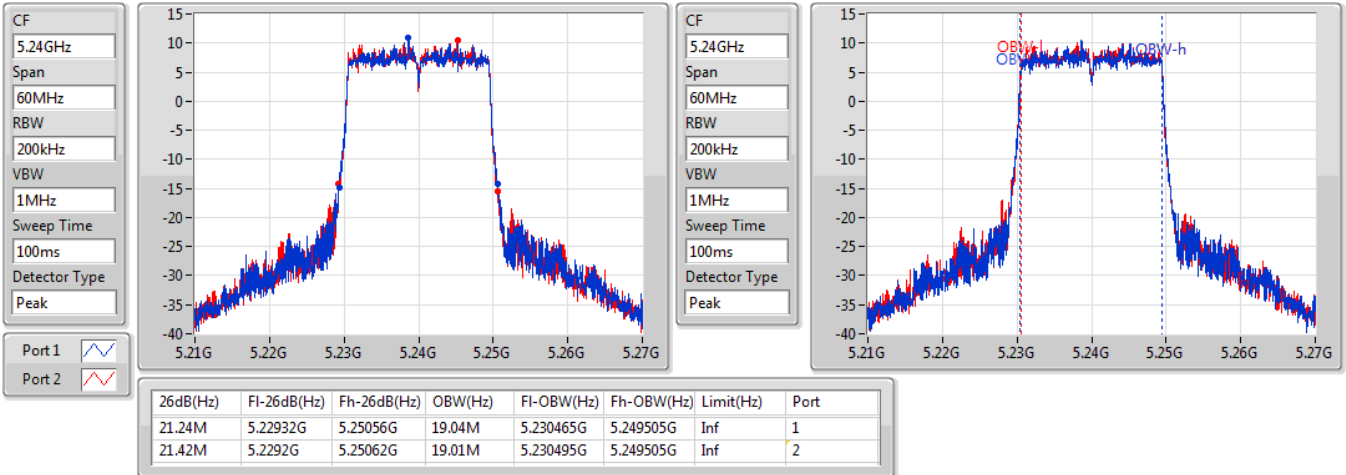 CF
5.24GHz
Span
60MHz
RBW
200kHz
VBW
1MHz
Sweep Time
100ms
Detector Type
Peak
Port 1
Port 2
15
10
5
0
-5
-10
-15
-20
-25
-30
-35
-40
5.21G 5.22G 5.23G 5.24G 5.25G 5.26G 5.27G
CF
5.24GHz
Span
60MHz
RBW
200kHz
VBW
1MHz
Sweep Time
100ms
Detector Type
Peak
15
10
5
0
-5
-10
-15
-20
-25
-30
-35
-40
OBW-l
OBW-h
5.21G 5.22G 5.23G 5.24G 5.25G 5.26G 5.27G
26dB(Hz) Fl-26dB(Hz) Fh-26dB(Hz) OBW(Hz) Fl-OBW(Hz) Fh-OBW(Hz) Limit(Hz) Port
21.24M 5.22932G 5.25056G 19.04M 5.230465G 5.249505G Inf 1
21.42M 5.2292G 5.25062G 19.01M 5.230495G 5.249505G Inf 2